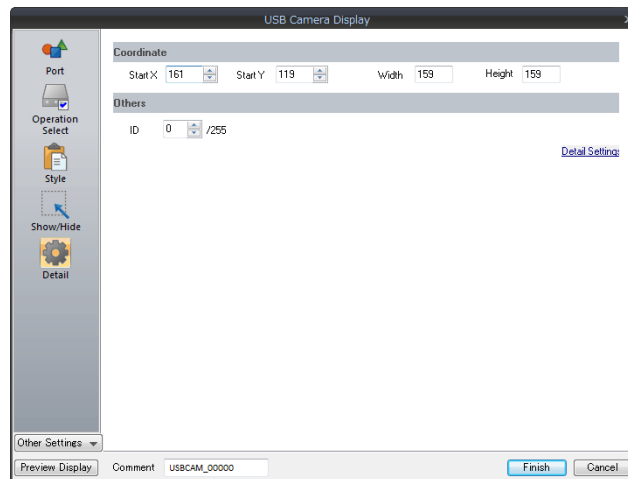 USB Camera Display
Port
Operation
Select
Style
Show/Hide
Detail
Other Settings
Preview Display
Coordinate
Start X 161 Start Y 119 Width 159 Height 159
Others
ID 0 /255
Detail Settings
Comment USBCAM_00000
Finish Cancel